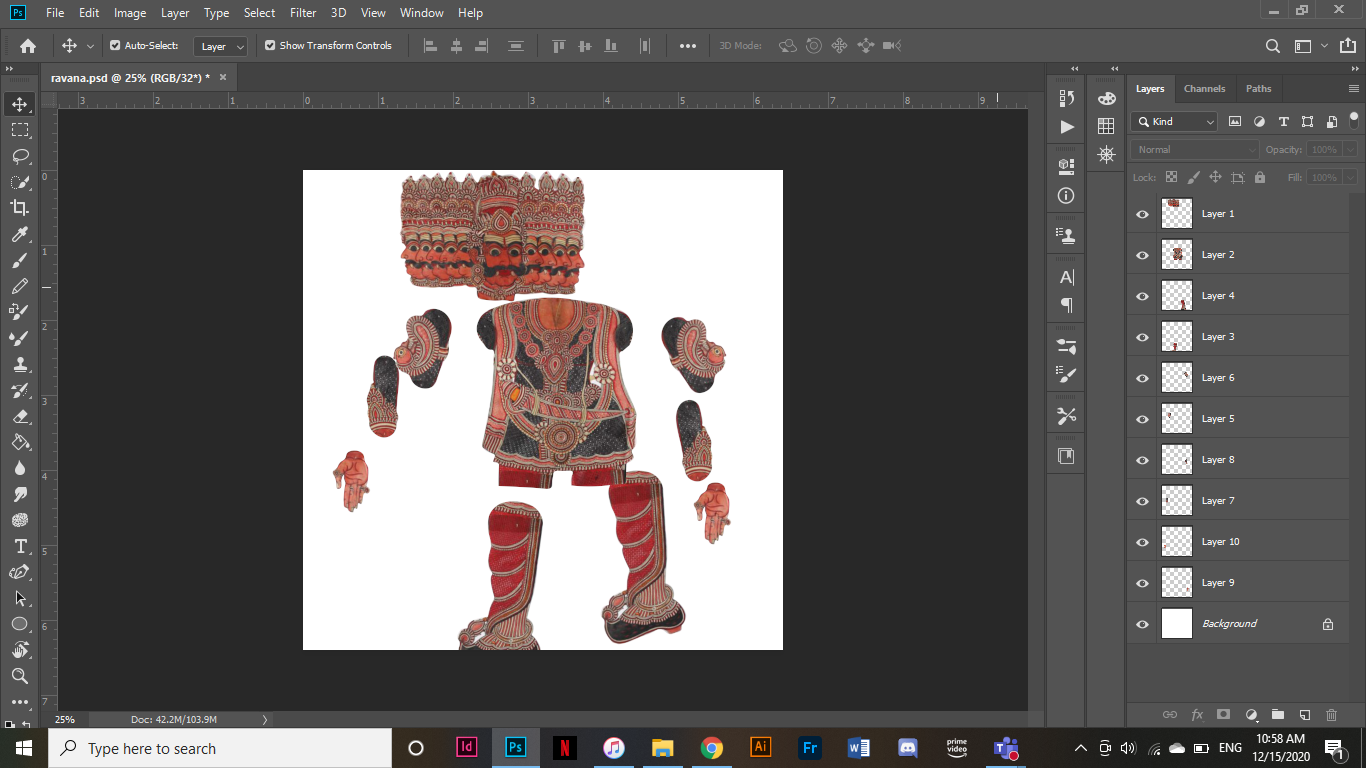 Ps File Edit Image Layer Type Select Filter 3D View Window Help
Auto-Select: Layer Show Transform Controls 3D Mode:
ravana.psd @ 25% (RGB/32*) * ×
3 2 1 0 1 2 3 4 5 6 7 8 9
0
1
2
3
4
5
6
7
Layers Channels Paths
Kind
Normal Opacity: 100%
Lock: Fill: 100%
Layer 1
Layer 2
Layer 4
Layer 3
Layer 6
Layer 5
Layer 8
Layer 7
Layer 10
Layer 9
Background
fx
25% Doc: 42.2M/103.9M
Type here to search
Id Ps N Ai Fr W prime video T
ENG 10:58 AM
12/15/2020
1